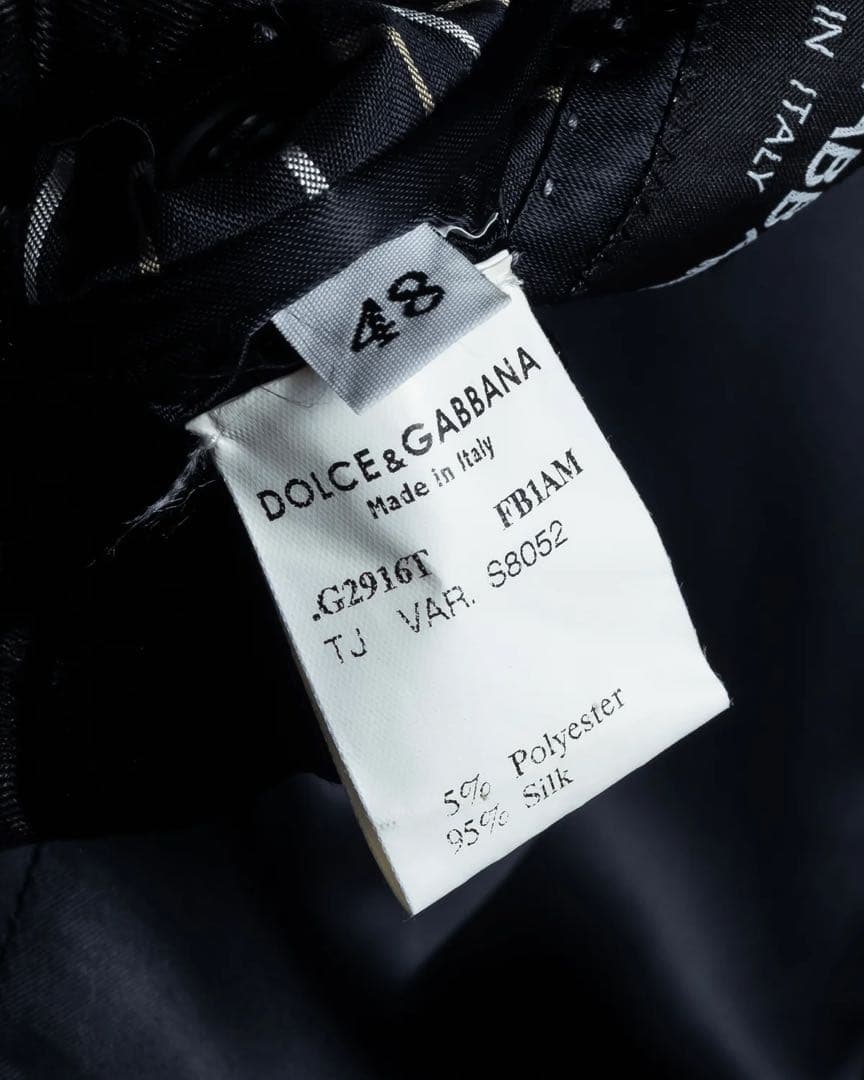 IN ITALY
48
DOLCE&GABBANA
Made in Italy
.G2916T FB1AM
TJ VAR. S8052
5% Polyester
95% Silk